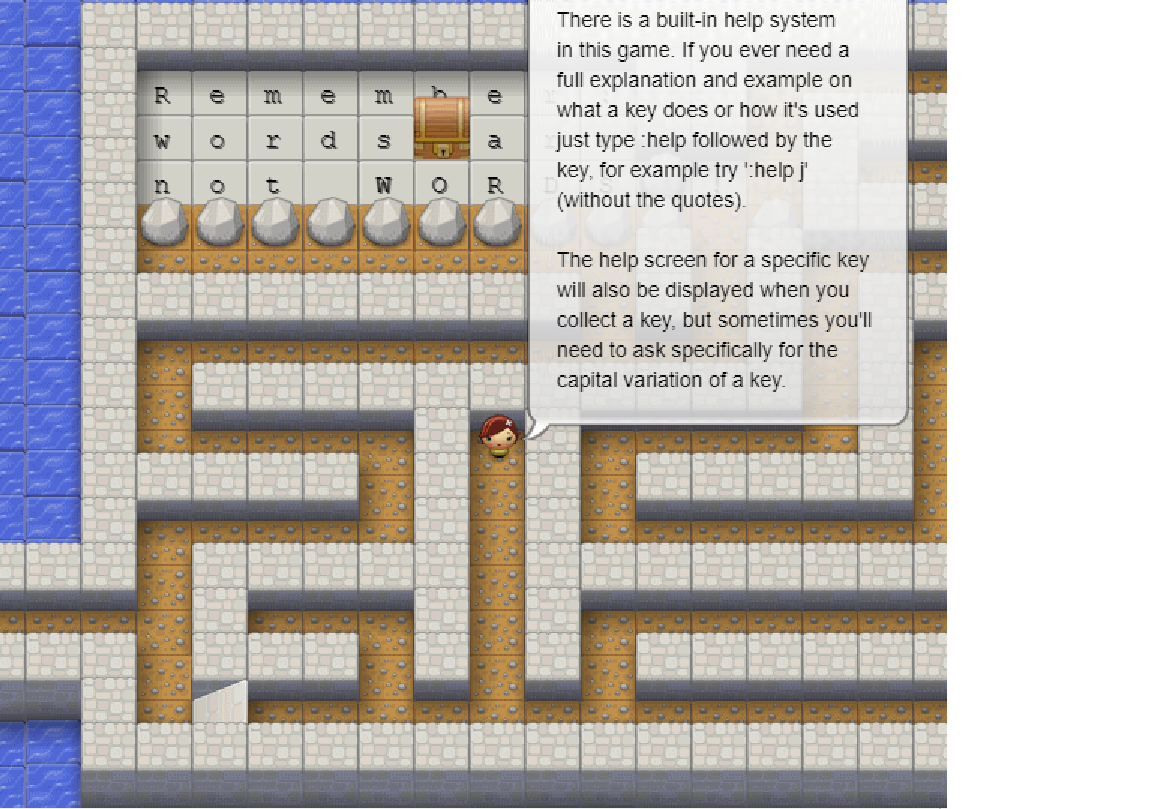 There is a built-in help system
in this game. If you ever need a
full explanation and example on
what a key does or how it's used
just type :help followed by the
key, for example try ':help j'
(without the quotes).
The help screen for a specific key
will also be displayed when you
collect a key, but sometimes you'll
need to ask specifically for the
capital variation of a key.
R e m e m b e r
w o r d s a
n o t W O R D S